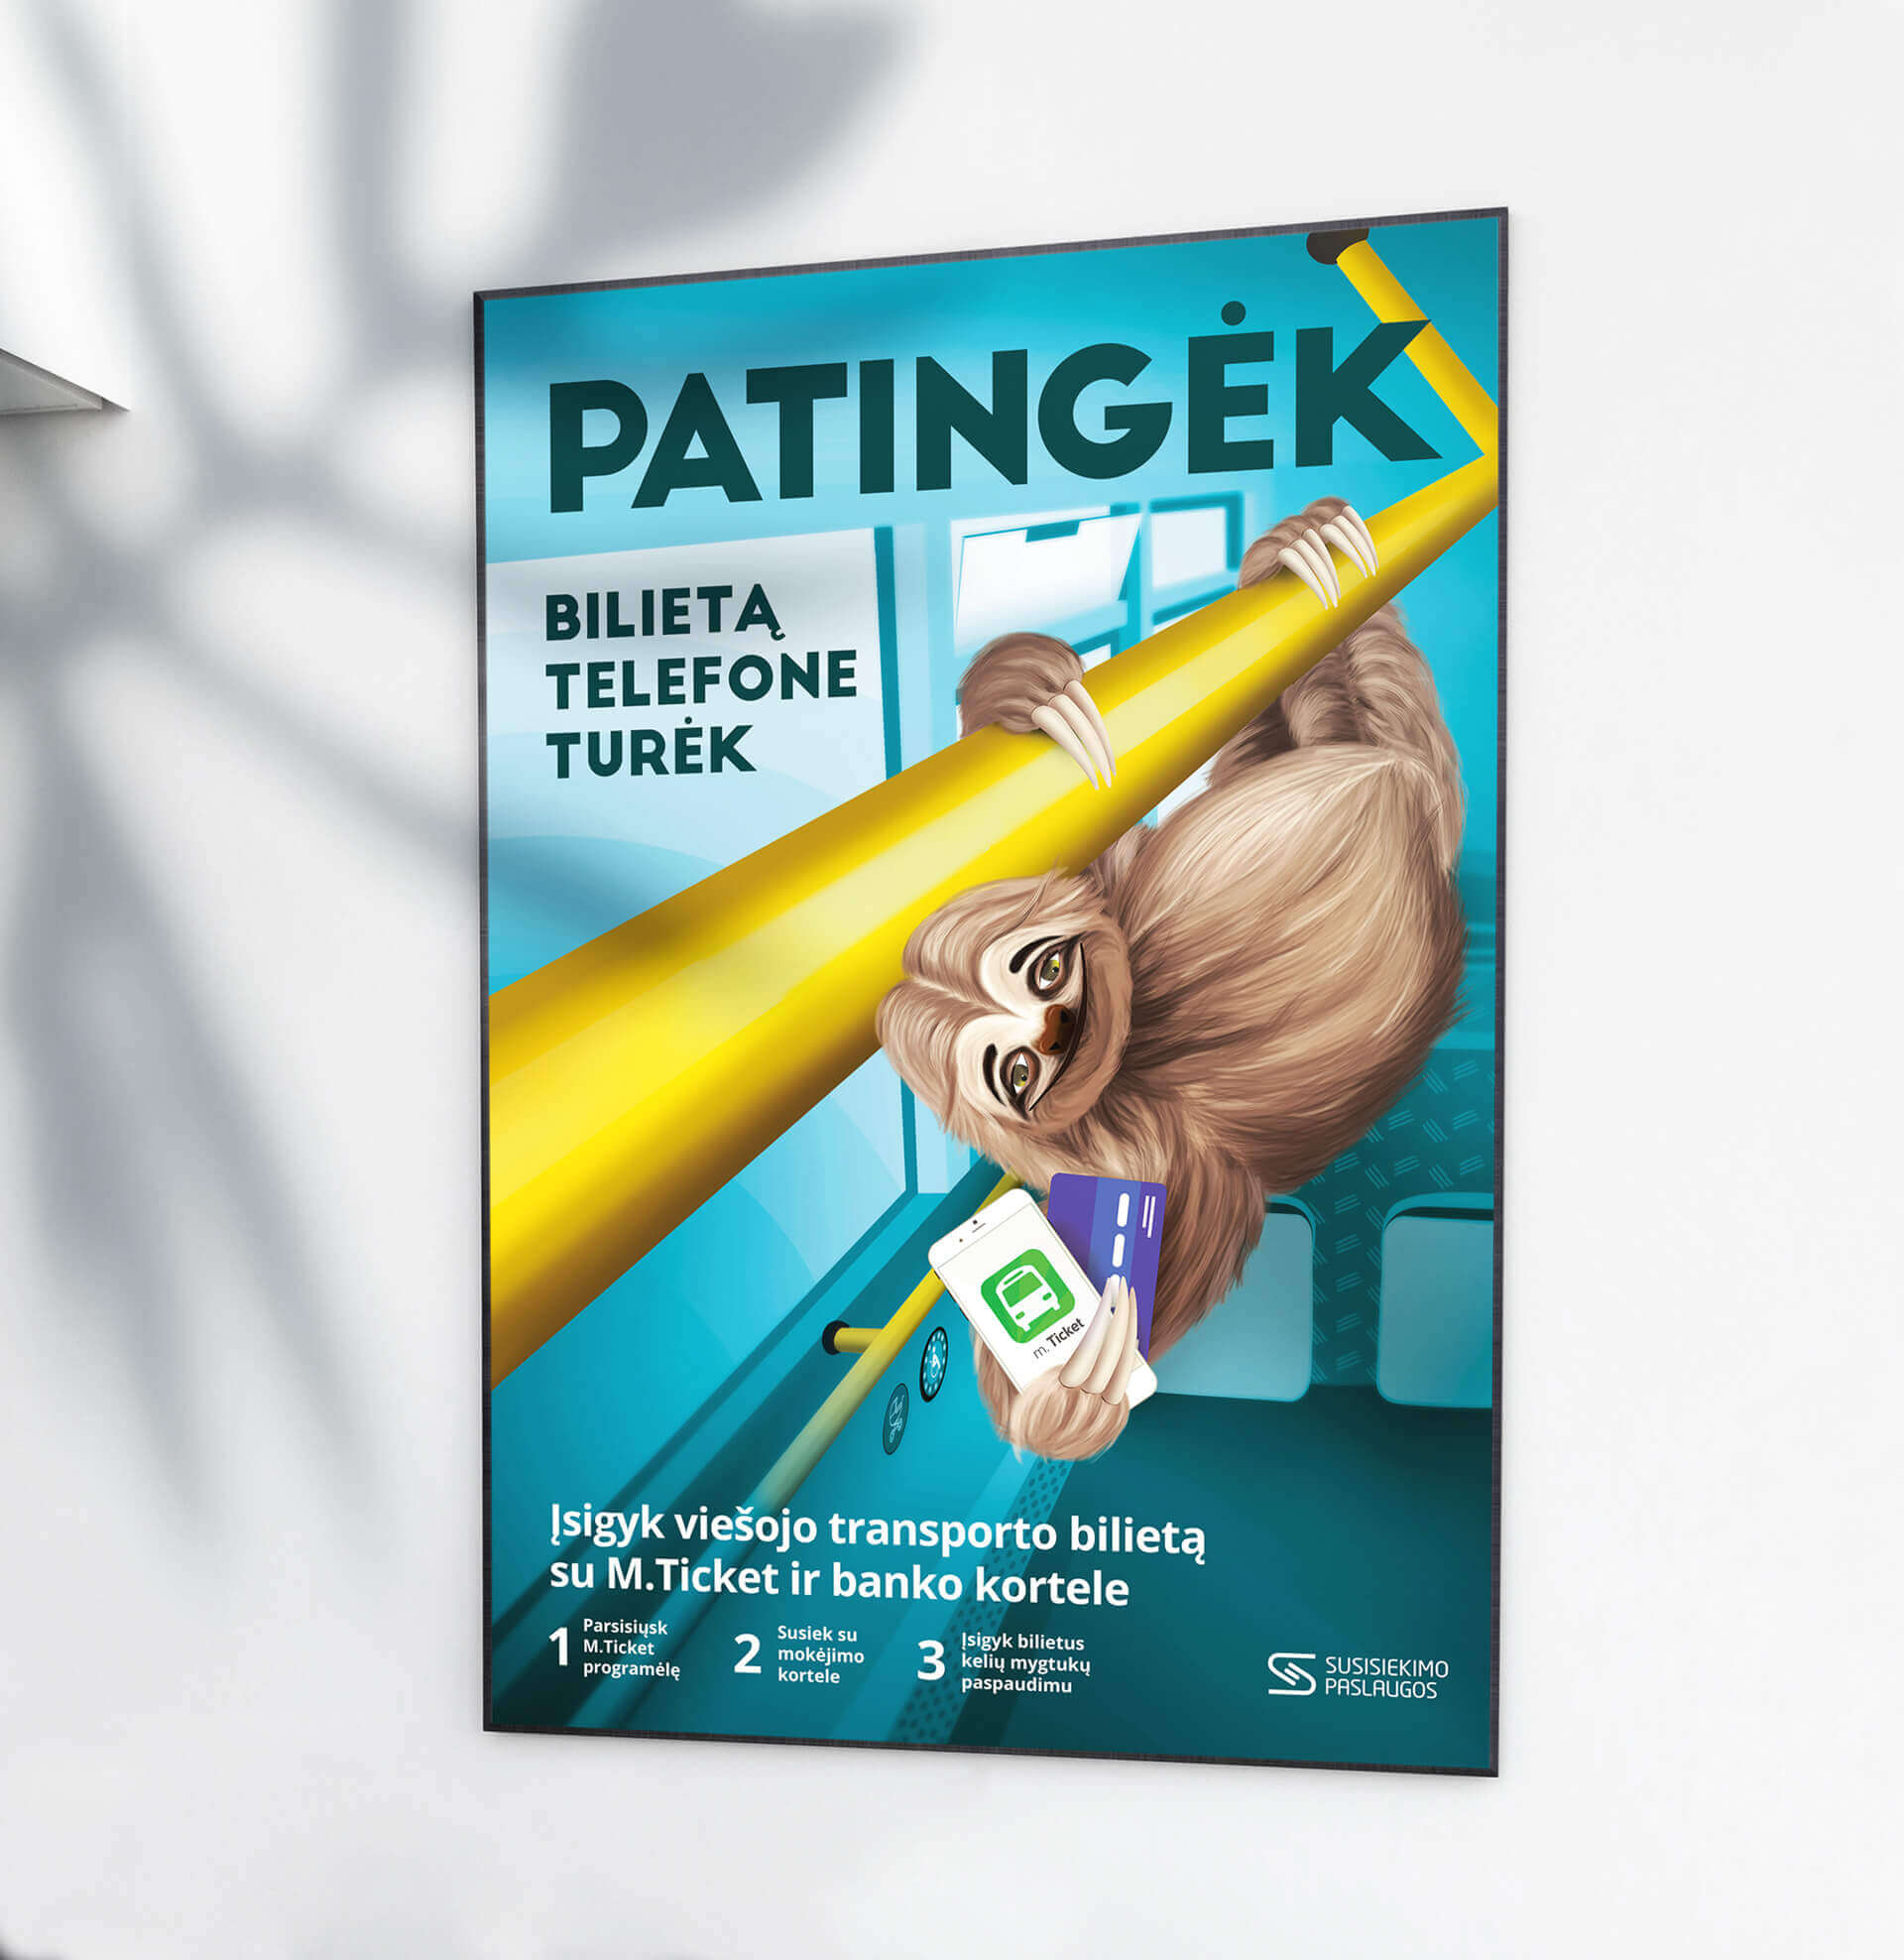 PATINGĖK
BILIETĄ
TELEFONE
TURĖK
m. Ticket
Įsigyk viešojo transporto bilietą
su M.Ticket ir banko kortele
1 Parsisiųsk
M.Ticket
programėlę
2 Susiek su
mokėjimo
kortele
3 Įsigyk bilietus
kelių mygtukų
paspaudimu
SUSISIEKIMO
PASLAUGOS